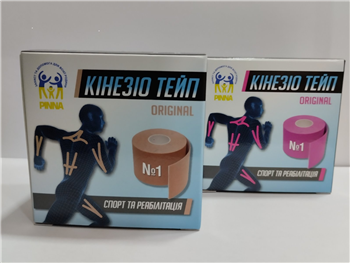 PINNA
КІНЕЗІО ТЕЙП
ORIGINAL
№1
СПОРТ ТА РЕАБІЛІТАЦІЯ
PINNA
КІНЕЗІО ТЕЙП
ORIGINAL
№1
СПОРТ ТА РЕАБІЛІТАЦІЯ